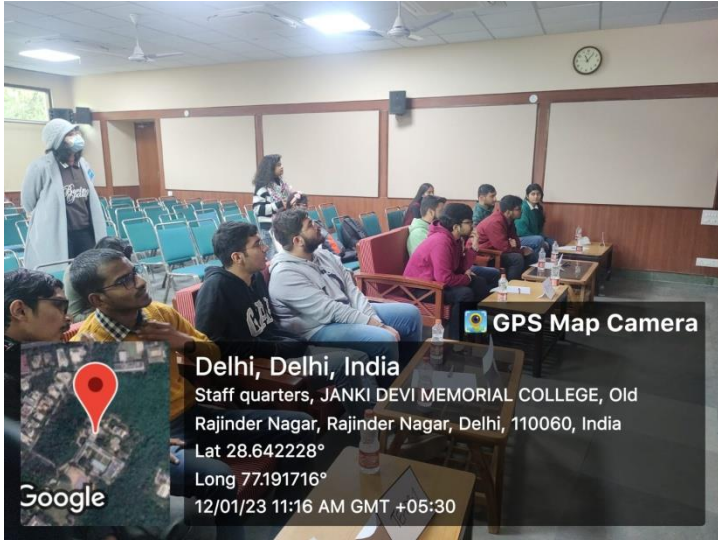 GPS Map Camera
Delhi, Delhi, India
Staff quarters, JANKI DEVI MEMORIAL COLLEGE, Old
Rajinder Nagar, Rajinder Nagar, Delhi, 110060, India
Lat 28.642228°
Long 77.191716°
12/01/23 11:16 AM GMT +05:30
Google